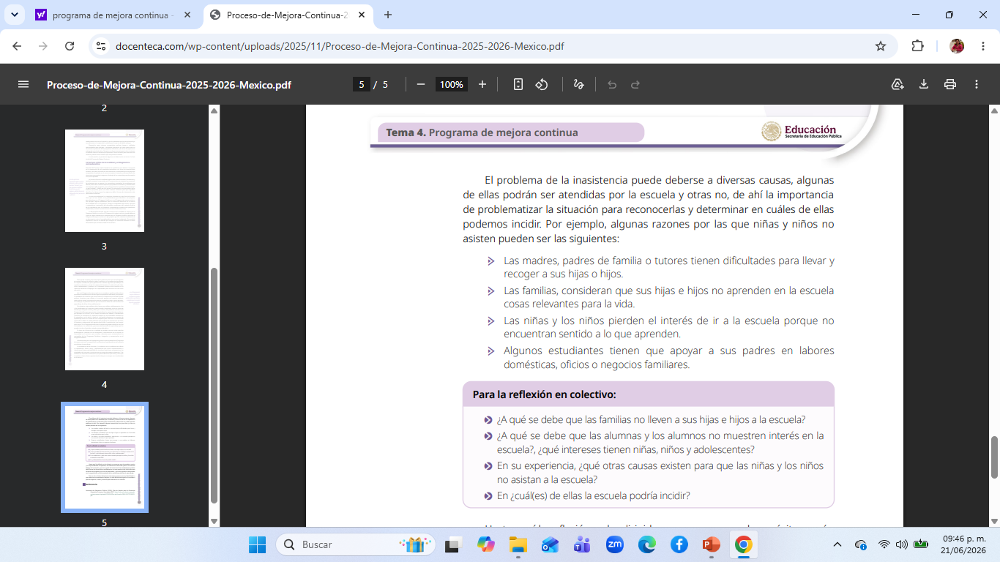 programa de mejora continua
Proceso-de-Mejora-Continua-2
docenteca.com/wp-content/uploads/2025/11/Proceso-de-Mejora-Continua-2025-2026-Mexico.pdf
Proceso-de-Mejora-Continua-2025-2026-Mexico.pdf
5 / 5
100%
2
3
4
5
Tema 4. Programa de mejora continua
Educación
Secretaría de Educación Pública
El problema de la inasistencia puede deberse a diversas causas, algunas
de ellas podrán ser atendidas por la escuela y otras no, de ahí la importancia
de problematizar la situación para reconocerlas y determinar en cuáles de ellas
podemos incidir. Por ejemplo, algunas razones por las que niñas y niños no
asisten pueden ser las siguientes:
Las madres, padres de familia o tutores tienen dificultades para llevar y
recoger a sus hijas o hijos.
Las familias, consideran que sus hijas e hijos no aprenden en la escuela
cosas relevantes para la vida.
Las niñas y los niños pierden el interés de ir a la escuela porque no
encuentran sentido a lo que aprenden.
Algunos estudiantes tienen que apoyar a sus padres en labores
domésticas, oficios o negocios familiares.
Para la reflexión en colectivo:
¿A qué se debe que las familias no lleven a sus hijas e hijos a la escuela?
¿A qué se debe que las alumnas y los alumnos no muestren interés en la
escuela?, ¿qué intereses tienen niñas, niños y adolescentes?
En su experiencia, ¿qué otras causas existen para que las niñas y los niños
no asistan a la escuela?
En ¿cuál(es) de ellas la escuela podría incidir?
Buscar
zm
09:46 p. m.
21/06/2026